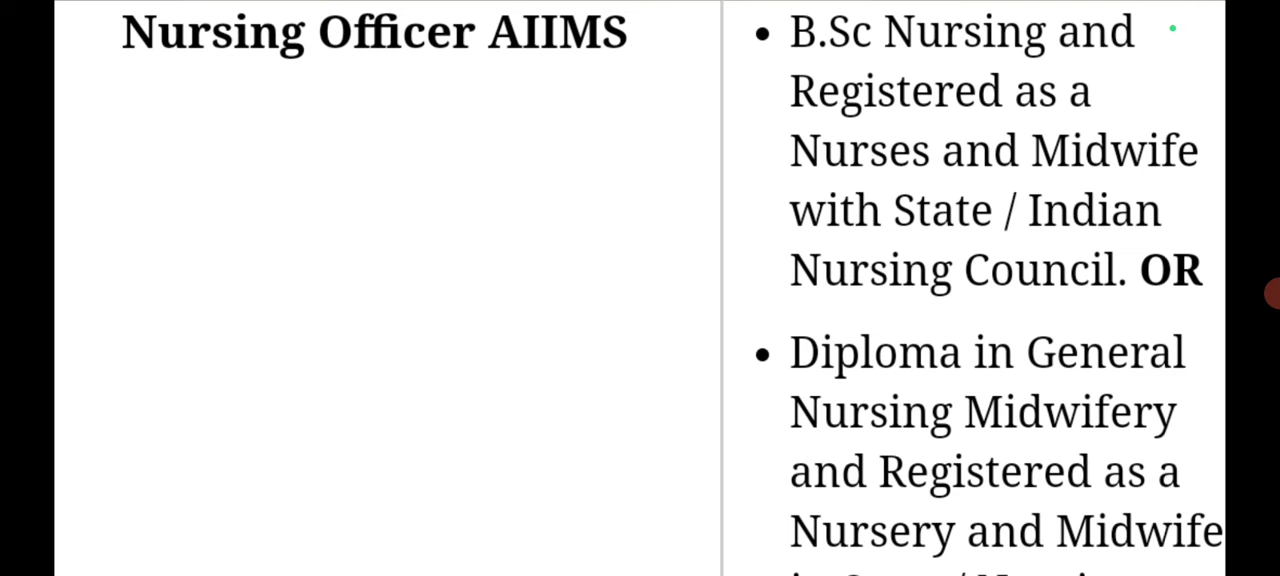 Nursing Officer AIIMS
• B.Sc Nursing and
Registered as a
Nurses and Midwife
with State / Indian
Nursing Council. OR
• Diploma in General
Nursing Midwifery
and Registered as a
Nursery and Midwife